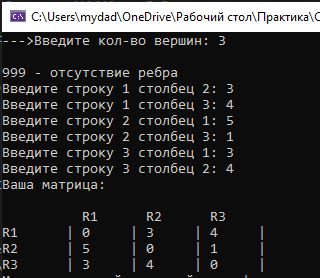 C:\Users\mydad\OneDrive\Рабочий стол\Практика\
--->Введите кол-во вершин: 3
999 - отсутствие ребра
Введите строку 1 столбец 2: 3
Введите строку 1 столбец 3: 4
Введите строку 2 столбец 1: 5
Введите строку 2 столбец 3: 1
Введите строку 3 столбец 1: 3
Введите строку 3 столбец 2: 4
Ваша матрица:
R1 R2 R3
R1 | 0 | 3 | 4 |
R2 | 5 | 0 | 1 |
R3 | 3 | 4 | 0 |